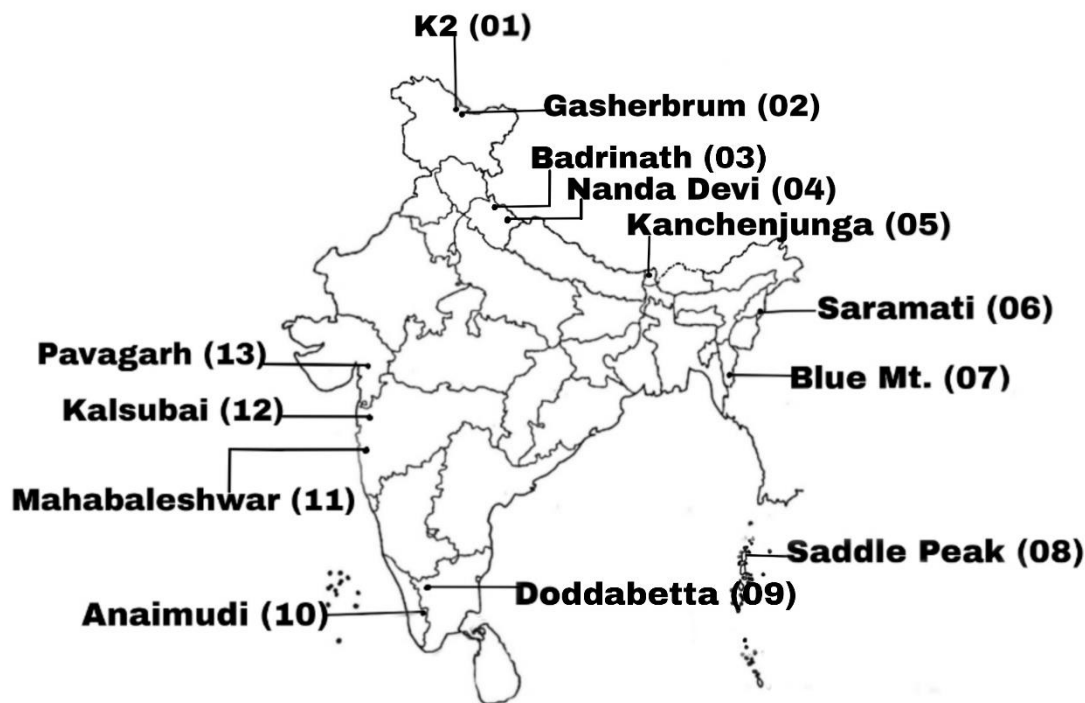 K2 (01)
Gasherbrum (02)
Badrinath (03)
Nanda Devi (04)
Kanchenjunga (05)
Saramati (06)
Pavagarh (13)
Blue Mt. (07)
Kalsubai (12)
Mahabaleshwar (11)
Saddle Peak (08)
Doddabetta (09)
Anaimudi (10)